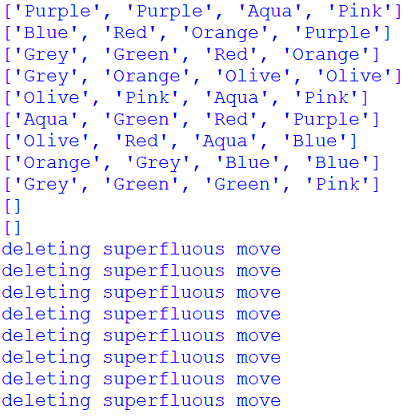 ['Purple', 'Purple', 'Aqua', 'Pink']
['Blue', 'Red', 'Orange', 'Purple']
['Grey', 'Green', 'Red', 'Orange']
['Grey', 'Orange', 'Olive', 'Olive']
['Olive', 'Pink', 'Aqua', 'Pink']
['Aqua', 'Green', 'Red', 'Purple']
['Olive', 'Red', 'Aqua', 'Blue']
['Orange', 'Grey', 'Blue', 'Blue']
['Grey', 'Green', 'Green', 'Pink']
[]
[]
deleting superfluous move
deleting superfluous move
deleting superfluous move
deleting superfluous move
deleting superfluous move
deleting superfluous move
deleting superfluous move
deleting superfluous move